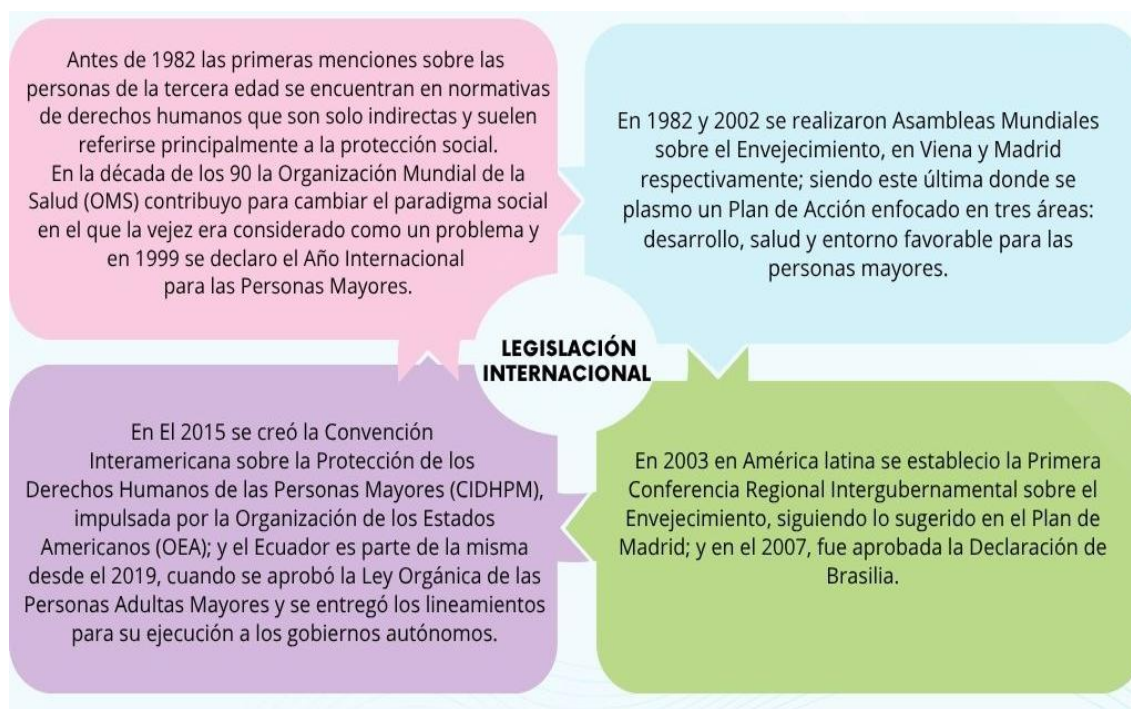 Antes de 1982 las primeras menciones sobre las
personas de la tercera edad se encuentran en normativas
de derechos humanos que son solo indirectas y suelen
referirse principalmente a la protección social.
En la década de los 90 la Organización Mundial de la
Salud (OMS) contribuyo para cambiar el paradigma social
en el que la vejez era considerado como un problema y
en 1999 se declaro el Año Internacional
para las Personas Mayores.
En 1982 y 2002 se realizaron Asambleas Mundiales
sobre el Envejecimiento, en Viena y Madrid
respectivamente; siendo este última donde se
plasmo un Plan de Acción enfocado en tres áreas:
desarrollo, salud y entorno favorable para las
personas mayores.
LEGISLACIÓN
INTERNACIONAL
En El 2015 se creó la Convención
Interamericana sobre la Protección de los
Derechos Humanos de las Personas Mayores (CIDHPM),
impulsada por la Organización de los Estados
Americanos (OEA); y el Ecuador es parte de la misma
desde el 2019, cuando se aprobó la Ley Orgánica de las
Personas Adultas Mayores y se entregó los lineamientos
para su ejecución a los gobiernos autónomos.
En 2003 en América latina se establecio la Primera
Conferencia Regional Intergubernamental sobre el
Envejecimiento, siguiendo lo sugerido en el Plan de
Madrid; y en el 2007, fue aprobada la Declaración de
Brasilia.